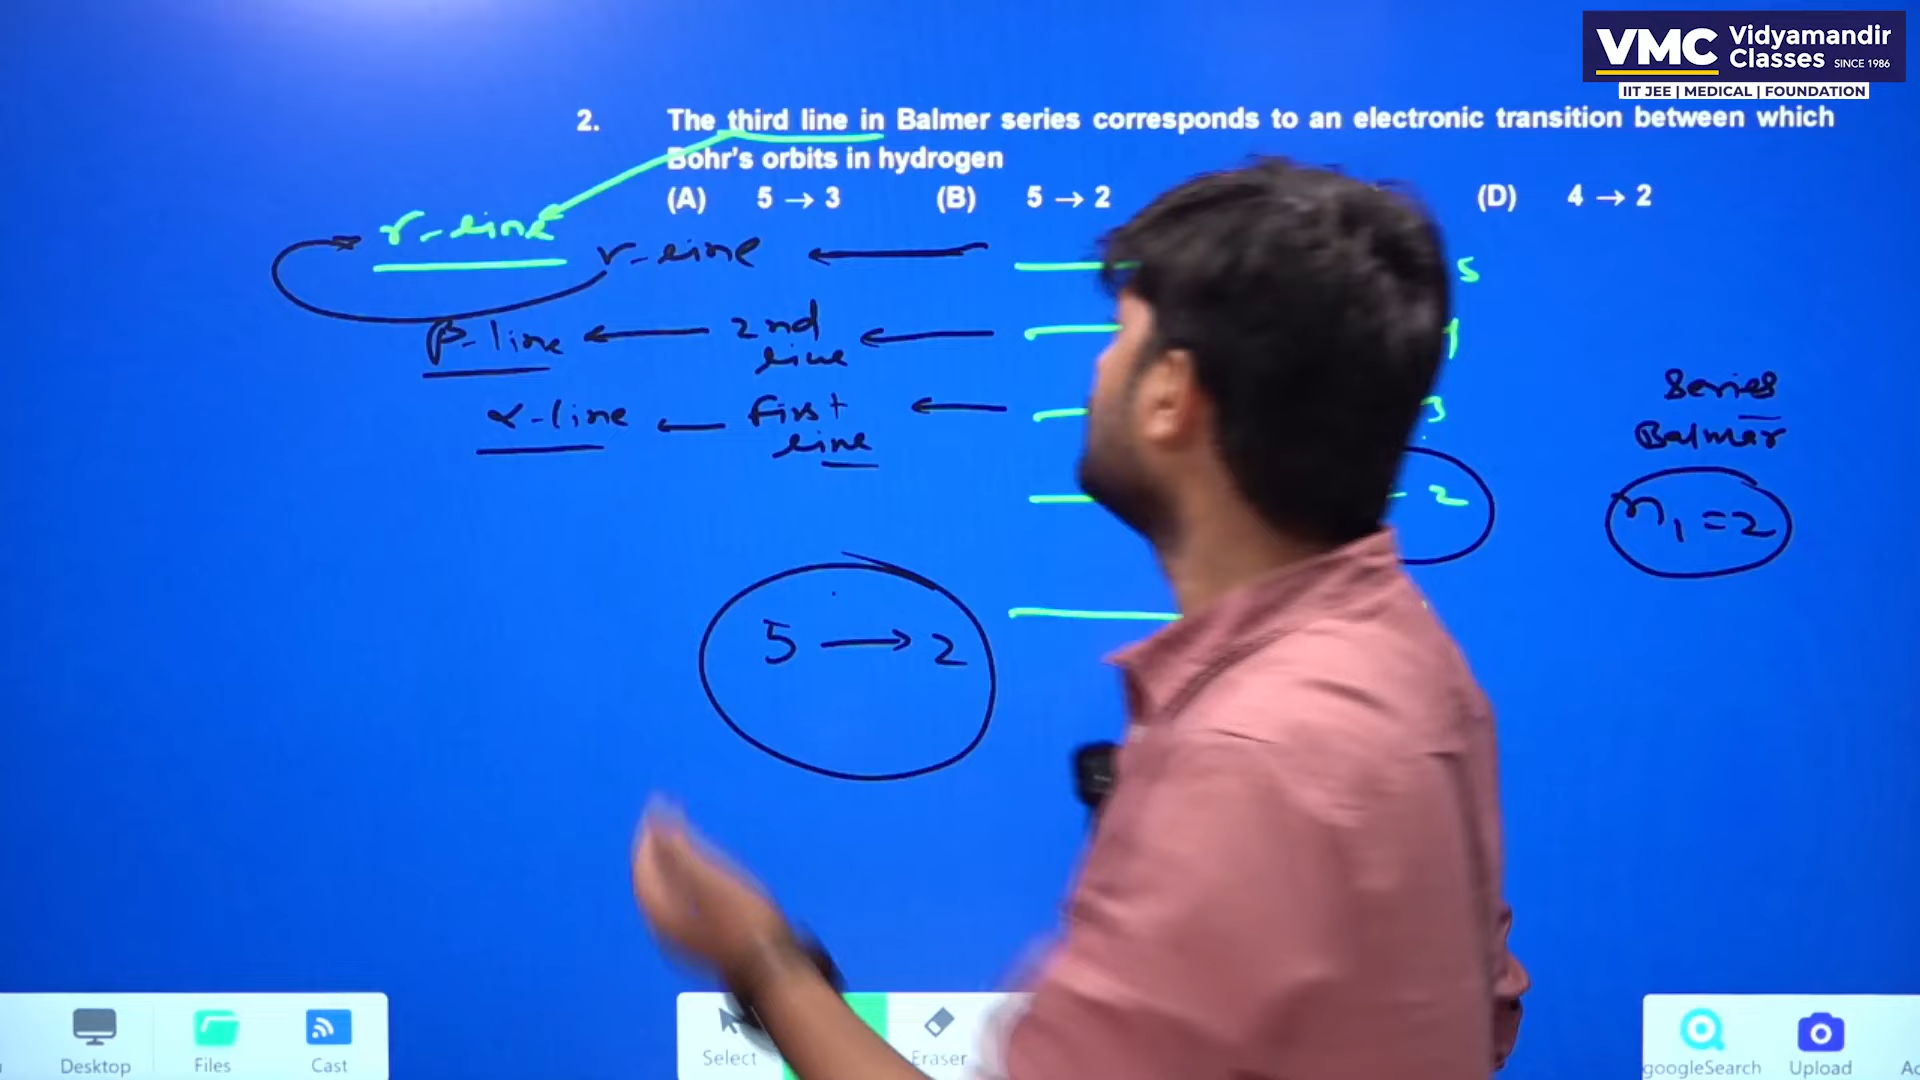 VMC Vidyamandir Classes SINCE 1986
IIT JEE | MEDICAL | FOUNDATION
2. The third line in Balmer series corresponds to an electronic transition between which
Bohr's orbits in hydrogen
(A) 5 → 3 (B) 5 → 2 (D) 4 → 2
γ-line
γ-line ← 5
β-line ← 2nd line ←
α-line ← First line ← 3
2
Series
Balmer
n₁ = 2
5 → 2
Desktop
Files
Cast
Select
Eraser
googleSearch
Upload